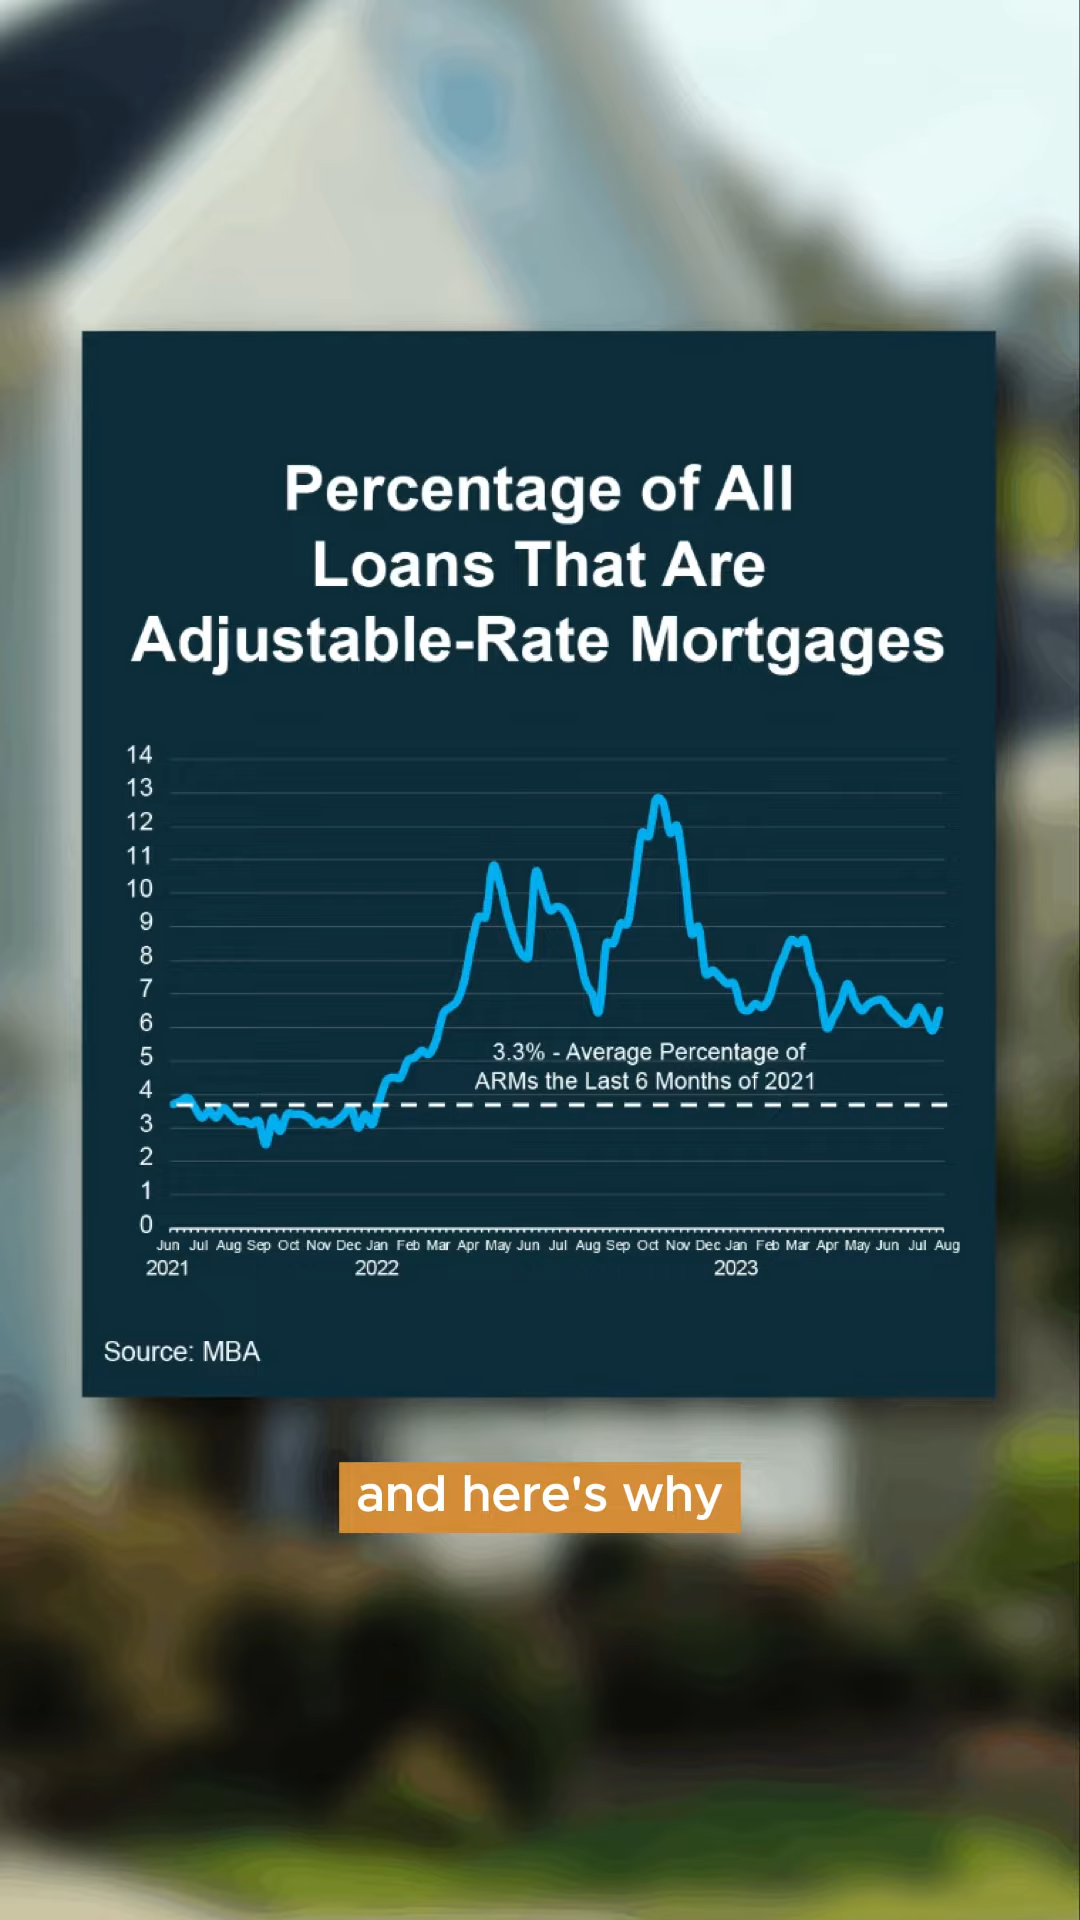 Percentage of All
Loans That Are
Adjustable-Rate Mortgages
14
13
12
11
10
9
8
7
6
5
4
3
2
1
0
3.3% - Average Percentage of
ARMs the Last 6 Months of 2021
Jun Jul Aug Sep Oct Nov Dec Jan Feb Mar Apr May Jun Jul Aug Sep Oct Nov Dec Jan Feb Mar Apr May Jun Jul Aug
2021 2022 2023
Source: MBA
and here's why